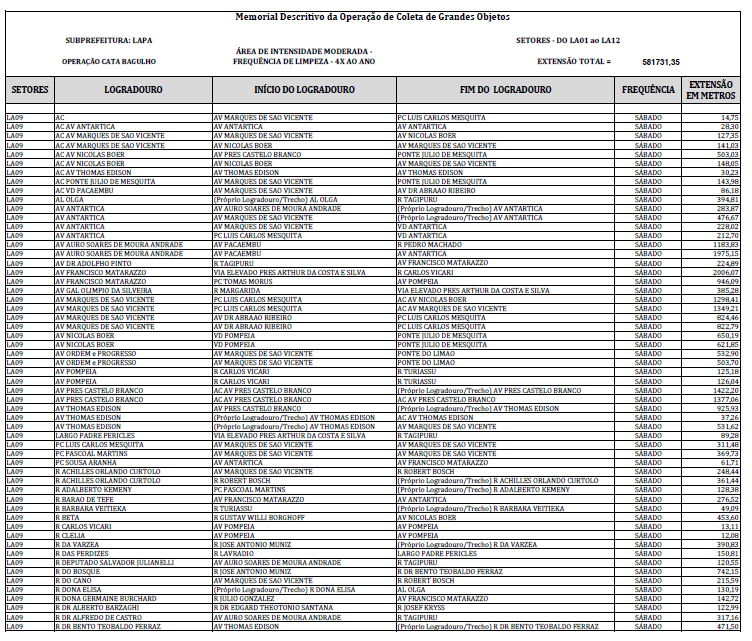 Memorial Descritivo da Operação de Coleta de Grandes Objetos
SUBPREFEITURA: LAPA SETORES - DO LA01 ao LA12
ÁREA DE INTENSIDADE MODERADA -
OPERAÇÃO CATA BAGULHO FREQUÊNCIA DE LIMPEZA - 4X AO ANO EXTENSÃO TOTAL = 581731,35
SETORES LOGRADOURO INÍCIO DO LOGRADOURO FIM DO LOGRADOURO FREQUÊNCIA EXTENSÃO EM METROS
LA09 AC AV MARQUES DE SAO VICENTE PC LUIS CARLOS MESQUITA SÁBADO 14,75
LA09 AC AV ANTARTICA AV ANTARTICA AV ANTARTICA SÁBADO 28,30
LA09 AC AV MARQUES DE SAO VICENTE AV MARQUES DE SAO VICENTE AV NICOLAS BOER SÁBADO 127,35
LA09 AC AV MARQUES DE SAO VICENTE AV NICOLAS BOER AV MARQUES DE SAO VICENTE SÁBADO 141,03
LA09 AC AV NICOLAS BOER AV PRES CASTELO BRANCO PONTE JULIO DE MESQUITA SÁBADO 503,03
LA09 AC AV NICOLAS BOER AV NICOLAS BOER AV MARQUES DE SAO VICENTE SÁBADO 148,05
LA09 AC AV THOMAS EDISON AV THOMAS EDISON AV THOMAS EDISON SÁBADO 30,23
LA09 AC PONTE JULIO DE MESQUITA AV MARQUES DE SAO VICENTE PONTE JULIO DE MESQUITA SÁBADO 143,98
LA09 AC VD PACAEMBU AV MARQUES DE SAO VICENTE AV DR ABRAAO RIBEIRO SÁBADO 86,18
LA09 AL OLGA (Próprio Logradouro/Trecho) AL OLGA R TAGIPURU SÁBADO 394,81
LA09 AV ANTARTICA AV AURO SOARES DE MOURA ANDRADE (Próprio Logradouro/Trecho) AV ANTARTICA SÁBADO 283,87
LA09 AV ANTARTICA AV MARQUES DE SAO VICENTE (Próprio Logradouro/Trecho) AV ANTARTICA SÁBADO 476,67
LA09 AV ANTARTICA AV MARQUES DE SAO VICENTE VD ANTARTICA SÁBADO 228,02
LA09 AV ANTARTICA PC LUIS CARLOS MESQUITA VD ANTARTICA SÁBADO 212,70
LA09 AV AURO SOARES DE MOURA ANDRADE AV PACAEMBU R PEDRO MACHADO SÁBADO 1183,83
LA09 AV AURO SOARES DE MOURA ANDRADE AV PACAEMBU AV ANTARTICA SÁBADO 1975,15
LA09 AV DR ADOLPHO PINTO R TAGIPURU AV FRANCISCO MATARAZZO SÁBADO 224,89
LA09 AV FRANCISCO MATARAZZO VIA ELEVADO PRES ARTHUR DA COSTA E SILVA R CARLOS VICARI SÁBADO 2006,07
LA09 AV FRANCISCO MATARAZZO PC TOMAS MORUS AV POMPEIA SÁBADO 946,09
LA09 AV GAL OLIMPIO DA SILVEIRA R MARGARIDA VIA ELEVADO PRES ARTHUR DA COSTA E SILVA SÁBADO 385,28
LA09 AV MARQUES DE SAO VICENTE PC LUIS CARLOS MESQUITA AC AV NICOLAS BOER SÁBADO 1298,41
LA09 AV MARQUES DE SAO VICENTE PC LUIS CARLOS MESQUITA AC AV MARQUES DE SAO VICENTE SÁBADO 1349,21
LA09 AV MARQUES DE SAO VICENTE AV DR ABRAAO RIBEIRO PC LUIS CARLOS MESQUITA SÁBADO 824,46
LA09 AV MARQUES DE SAO VICENTE AV DR ABRAAO RIBEIRO PC LUIS CARLOS MESQUITA SÁBADO 822,79
LA09 AV NICOLAS BOER VD POMPEIA PONTE JULIO DE MESQUITA SÁBADO 650,19
LA09 AV NICOLAS BOER VD POMPEIA PONTE JULIO DE MESQUITA SÁBADO 621,85
LA09 AV ORDEM e PROGRESSO AV MARQUES DE SAO VICENTE PONTE DO LIMAO SÁBADO 532,90
LA09 AV ORDEM e PROGRESSO AV MARQUES DE SAO VICENTE PONTE DO LIMAO SÁBADO 503,70
LA09 AV POMPEIA R CARLOS VICARI R TURIASSU SÁBADO 125,18
LA09 AV POMPEIA R CARLOS VICARI R TURIASSU SÁBADO 126,04
LA09 AV PRES CASTELO BRANCO AC AV PRES CASTELO BRANCO (Próprio Logradouro/Trecho) AV PRES CASTELO BRANCO SÁBADO 1422,20
LA09 AV PRES CASTELO BRANCO AC AV PRES CASTELO BRANCO AC AV PRES CASTELO BRANCO SÁBADO 1377,06
LA09 AV THOMAS EDISON AC AV PRES CASTELO BRANCO (Próprio Logradouro/Trecho) AV THOMAS EDISON SÁBADO 925,93
LA09 AV THOMAS EDISON (Próprio Logradouro/Trecho) AV THOMAS EDISON AC AV THOMAS EDISON SÁBADO 37,26
LA09 AV THOMAS EDISON (Próprio Logradouro/Trecho) AV THOMAS EDISON AV MARQUES DE SAO VICENTE SÁBADO 531,62
LA09 LARGO PADRE PERICLES VIA ELEVADO PRES ARTHUR DA COSTA E SILVA R TAGIPURU SÁBADO 89,28
LA09 PC LUIS CARLOS MESQUITA AV MARQUES DE SAO VICENTE AV MARQUES DE SAO VICENTE SÁBADO 311,48
LA09 PC PASCOAL MARTINS AV MARQUES DE SAO VICENTE AV MARQUES DE SAO VICENTE SÁBADO 369,73
LA09 PC SOUSA ARANHA AV ANTARTICA AV FRANCISCO MATARAZZO SÁBADO 61,71
LA09 R ACHILLES ORLANDO CURTOLO AV MARQUES DE SAO VICENTE R ROBERT BOSCH SÁBADO 248,44
LA09 R ACHILLES ORLANDO CURTOLO R ROBERT BOSCH (Próprio Logradouro/Trecho) R ACHILLES ORLANDO CURTOLO SÁBADO 361,44
LA09 R ADALBERTO KEMENY PC PASCOAL MARTINS (Próprio Logradouro/Trecho) R ADALBERTO KEMENY SÁBADO 128,38
LA09 R BARAO DE TEFE AV FRANCISCO MATARAZZO AV ANTARTICA SÁBADO 276,52
LA09 R BARBARA VEITIEKA R TURIASSU (Próprio Logradouro/Trecho) R BARBARA VEITIEKA SÁBADO 49,09
LA09 R BETA R GUSTAV WILLI BORGHOFF AV NICOLAS BOER SÁBADO 453,60
LA09 R CARLOS VICARI AV POMPEIA AV POMPEIA SÁBADO 13,11
LA09 R CLELIA AV POMPEIA AV POMPEIA SÁBADO 12,08
LA09 R DA VARZEA R JOSE ANTONIO MUNIZ (Próprio Logradouro/Trecho) R DA VARZEA SÁBADO 390,83
LA09 R DAS PERDIZES R LAVRADIO LARGO PADRE PERICLES SÁBADO 150,81
LA09 R DEPUTADO SALVADOR JULIANELLI AV AURO SOARES DE MOURA ANDRADE R TAGIPURU SÁBADO 120,55
LA09 R DO BOSQUE R JOSE ANTONIO MUNIZ R DR BENTO TEOBALDO FERRAZ SÁBADO 742,15
LA09 R DO CANO AV MARQUES DE SAO VICENTE R ROBERT BOSCH SÁBADO 215,59
LA09 R DONA ELISA (Próprio Logradouro/Trecho) R DONA ELISA AL OLGA SÁBADO 130,19
LA09 R DONA GERMAINE BURCHARD R JULIO GONZALEZ AV FRANCISCO MATARAZZO SÁBADO 142,72
LA09 R DR ALBERTO BARZAGHI R DR EDGARD THEOTONIO SANTANA R JOSEF KRYSS SÁBADO 122,99
LA09 R DR ALFREDO DE CASTRO AV AURO SOARES DE MOURA ANDRADE R TAGIPURU SÁBADO 317,16
LA09 R DR BENTO TEOBALDO FERRAZ AV THOMAS EDISON (Próprio Logradouro/Trecho) R DR BENTO TEOBALDO FERRAZ SÁBADO 471,50